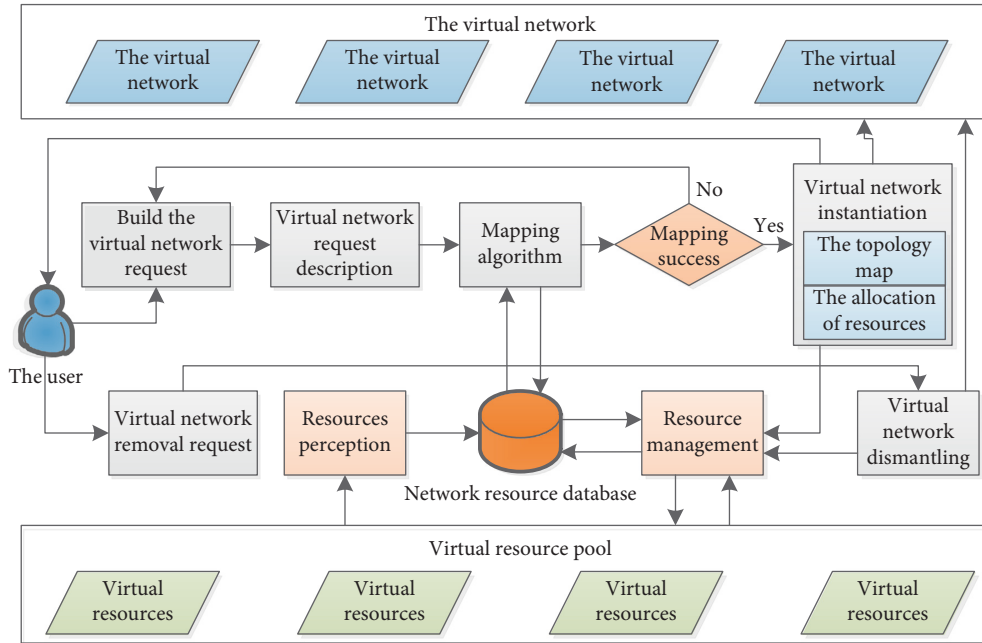 The virtual network
The virtual
network
The virtual
network
The virtual
network
The virtual
network
No
Build the
virtual network
request
Virtual network
request
description
Mapping
algorithm
Mapping
success
Yes
Virtual network
instantiation
The topology
map
The allocation
of resources
The user
Virtual network
removal request
Resources
perception
Resource
management
Virtual
network
dismantling
Network resource database
Virtual resource pool
Virtual
resources
Virtual
resources
Virtual
resources
Virtual
resources